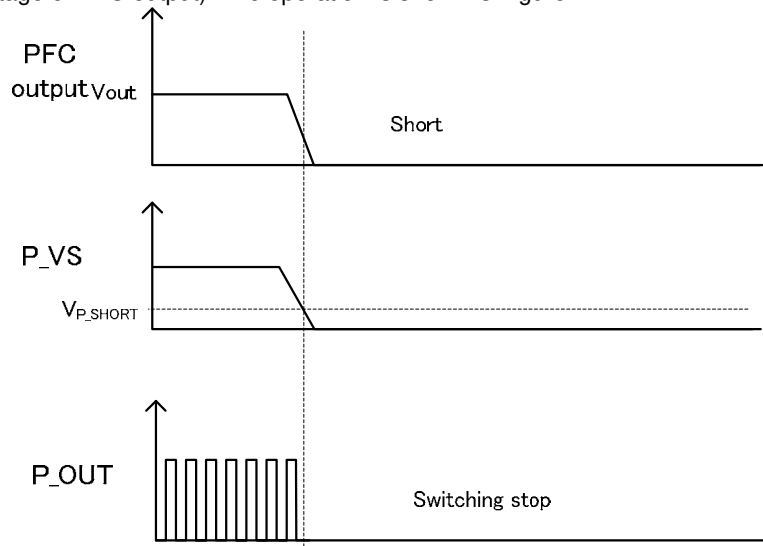 PFC
output Vout
Short
P_VS
VP_SHORT
P_OUT
Switching stop